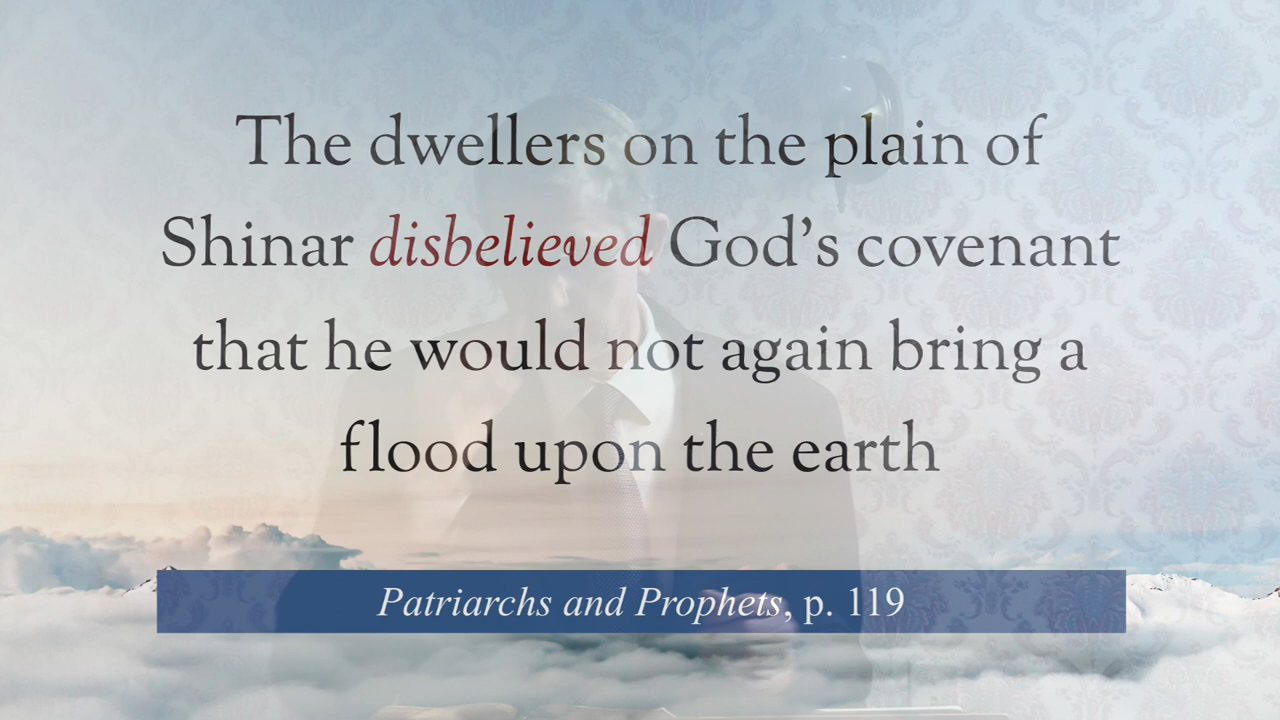 The dwellers on the plain of
Shinar disbelieved God’s covenant
that he would not again bring a
flood upon the earth
Patriarchs and Prophets, p. 119